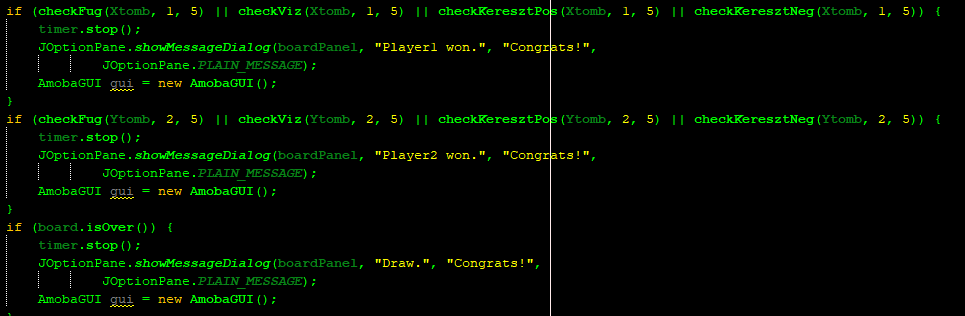 if (checkFug(Xtomb, 1, 5) || checkViz(Xtomb, 1, 5) || checkKeresztPos(Xtomb, 1, 5) || checkKeresztNeg(Xtomb, 1, 5)) {
timer.stop();
JOptionPane.showMessageDialog(boardPanel, "Player1 won.", "Congrats!",
JOptionPane.PLAIN_MESSAGE);
AmobaGUI gui = new AmobaGUI();
}
if (checkFug(Ytomb, 2, 5) || checkViz(Ytomb, 2, 5) || checkKeresztPos(Ytomb, 2, 5) || checkKeresztNeg(Ytomb, 2, 5)) {
timer.stop();
JOptionPane.showMessageDialog(boardPanel, "Player2 won.", "Congrats!",
JOptionPane.PLAIN_MESSAGE);
AmobaGUI gui = new AmobaGUI();
}
if (board.isOver()) {
timer.stop();
JOptionPane.showMessageDialog(boardPanel, "Draw.", "Congrats!",
JOptionPane.PLAIN_MESSAGE);
AmobaGUI gui = new AmobaGUI();
}